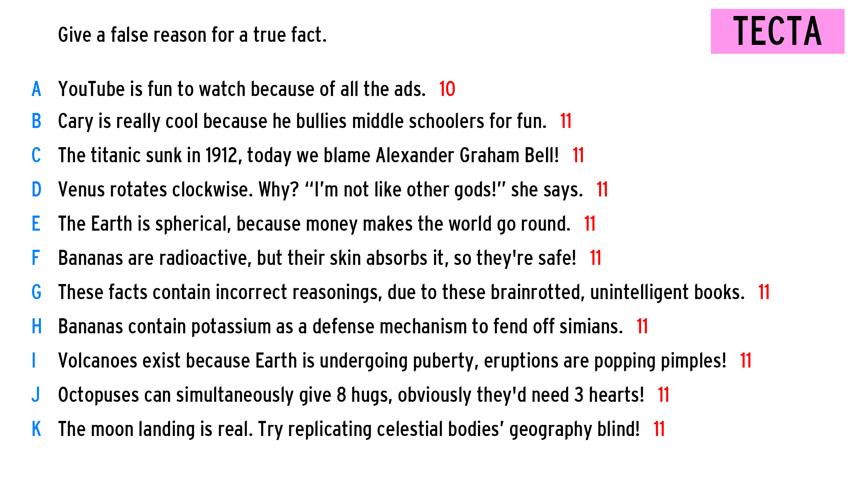 Give a false reason for a true fact.
TECTA
A YouTube is fun to watch because of all the ads. 10
B Cary is really cool because he bullies middle schoolers for fun. 11
C The titanic sunk in 1912, today we blame Alexander Graham Bell! 11
D Venus rotates clockwise. Why? “I’m not like other gods!” she says. 11
E The Earth is spherical, because money makes the world go round. 11
F Bananas are radioactive, but their skin absorbs it, so they're safe! 11
G These facts contain incorrect reasonings, due to these brainrotted, unintelligent books. 11
H Bananas contain potassium as a defense mechanism to fend off simians. 11
I Volcanoes exist because Earth is undergoing puberty, eruptions are popping pimples! 11
J Octopuses can simultaneously give 8 hugs, obviously they'd need 3 hearts! 11
K The moon landing is real. Try replicating celestial bodies’ geography blind! 11